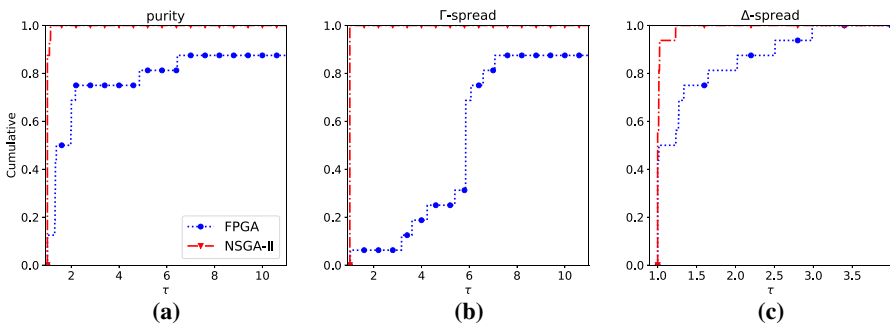 purity
Γ-spread
Δ-spread
Cumulative
1.0
0.8
0.6
0.4
0.2
0.0
FPGA
NSGA-II
2 4 6 8 10
τ
(a)
1.0
0.8
0.6
0.4
0.2
0.0
2 4 6 8 10
τ
(b)
1.0
0.8
0.6
0.4
0.2
0.0
1.0 1.5 2.0 2.5 3.0 3.5
τ
(c)